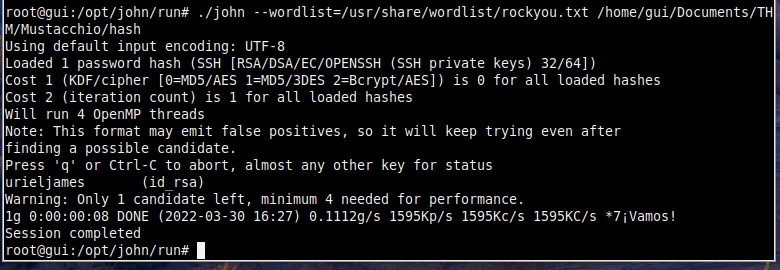 root@gui:/opt/john/run# ./john --wordlist=/usr/share/wordlist/rockyou.txt /home/gui/Documents/TH
M/Mustacchio/hash
Using default input encoding: UTF-8
Loaded 1 password hash (SSH [RSA/DSA/EC/OPENSSH (SSH private keys) 32/64])
Cost 1 (KDF/cipher [0=MD5/AES 1=MD5/3DES 2=Bcrypt/AES]) is 0 for all loaded hashes
Cost 2 (iteration count) is 1 for all loaded hashes
Will run 4 OpenMP threads
Note: This format may emit false positives, so it will keep trying even after
finding a possible candidate.
Press 'q' or Ctrl-C to abort, almost any other key for status
urieljames       (id_rsa)
Warning: Only 1 candidate left, minimum 4 needed for performance.
1g 0:00:00:08 DONE (2022-03-30 16:27) 0.1112g/s 1595Kp/s 1595Kc/s 1595KC/s *7¡Vamos!
Session completed
root@gui:/opt/john/run#